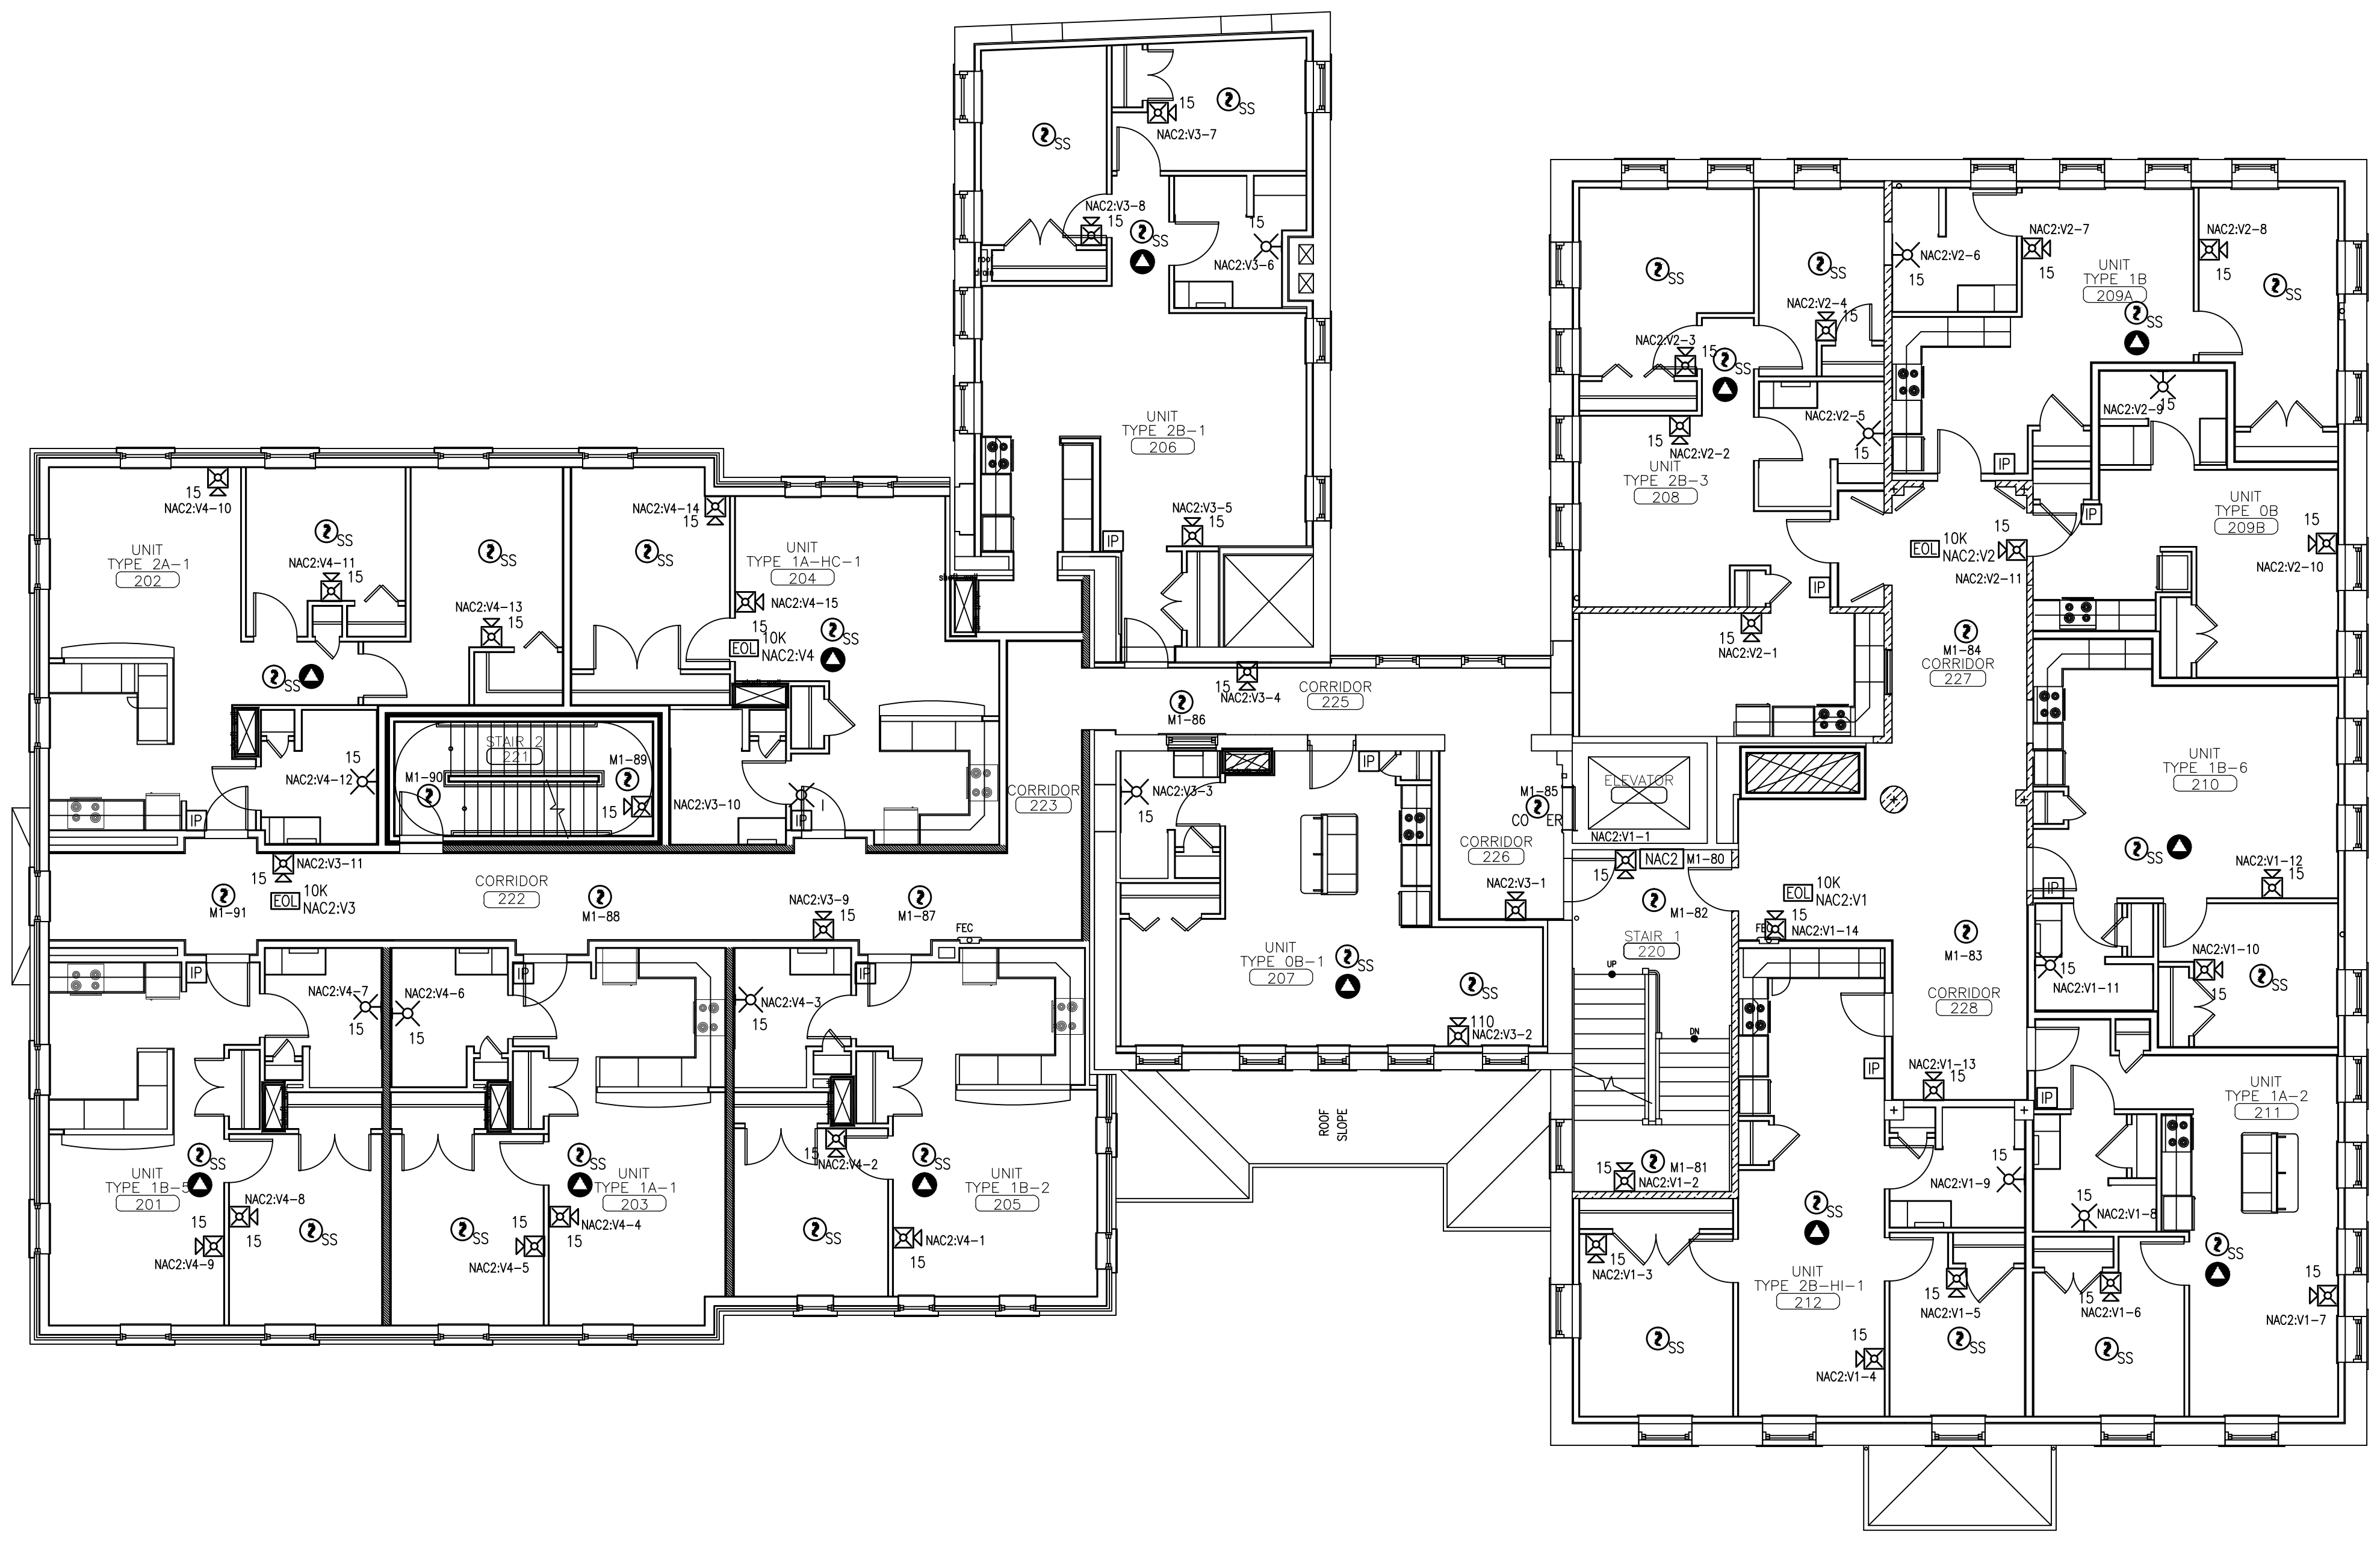 15
SS
SS
NAC2:V3-7
NAC2:V3-8
15
SS
15
NAC2:V3-6
roof
drain
UNIT
TYPE 2B-1
206
NAC2:V3-5
15
IP
SS
SS
NAC2:V2-4
15
NAC2:V2-3
15
SS
NAC2:V2-5
15
15
NAC2:V2-2
UNIT
TYPE 2B-3
208
IP
15
NAC2:V2-1
NAC2:V2-6
15
NAC2:V2-7
15
UNIT
TYPE 1B
209A
SS
NAC2:V2-8
15
SS
NAC2:V2-9
15
IP
IP
UNIT
TYPE 0B
209B
15
NAC2:V2-10
15
EOL
10K
NAC2:V2
NAC2:V2-11
M1-84
CORRIDOR
227
15
NAC2:V4-10
UNIT
TYPE 2A-1
202
SS
NAC2:V4-11
15
SS
NAC2:V4-13
15
SS
15
NAC2:V4-12
IP
NAC2:V4-14
15
SS
UNIT
TYPE 1A-HC-1
204
NAC2:V4-15
15
EOL
10K
NAC2:V4
SS
NAC2:V3-10
IP
STAIR 2
221
M1-90
M1-89
15
CORRIDOR
223
15
NAC2:V3-4
M1-86
CORRIDOR
225
NAC2:V3-3
15
IP
M1-85
CO
ER
ELEVATOR
CORRIDOR
226
NAC2:V3-1
NAC2:V1-1
15
NAC2
M1-80
M1-82
STAIR 1
220
UP
DN
M1-81
15
NAC2:V1-2
EOL
10K
NAC2:V1
15
NAC2:V1-14
M1-83
CORRIDOR
228
NAC2:V1-13
15
IP
UNIT
TYPE 1B-6
210
SS
NAC2:V1-12
15
IP
NAC2:V1-10
15
SS
15
NAC2:V1-11
NAC2:V3-11
15
M1-91
EOL
10K
NAC2:V3
CORRIDOR
222
M1-88
NAC2:V3-9
15
M1-87
FEC
UNIT
TYPE 0B-1
207
SS
SS
110
NAC2:V3-2
IP
NAC2:V4-7
15
NAC2:V4-6
15
IP
NAC2:V4-3
15
IP
UNIT
201
SS
NAC2:V4-8
15
15
NAC2:V4-9
SS
SS
UNIT
TYPE 1A-1
203
SS
15
NAC2:V4-5
NAC2:V4-4
15
15
NAC2:V4-2
SS
SS
UNIT
TYPE 1B-2
205
NAC2:V4-1
15
ROOF
SLOPE
15
NAC2:V1-3
SS
SS
UNIT
TYPE 2B-HI-1
212
15
NAC2:V1-4
15
NAC2:V1-9
15
NAC2:V1-5
SS
IP
UNIT
TYPE 1A-2
211
15
NAC2:V1-8
SS
15
NAC2:V1-6
SS
15
NAC2:V1-7